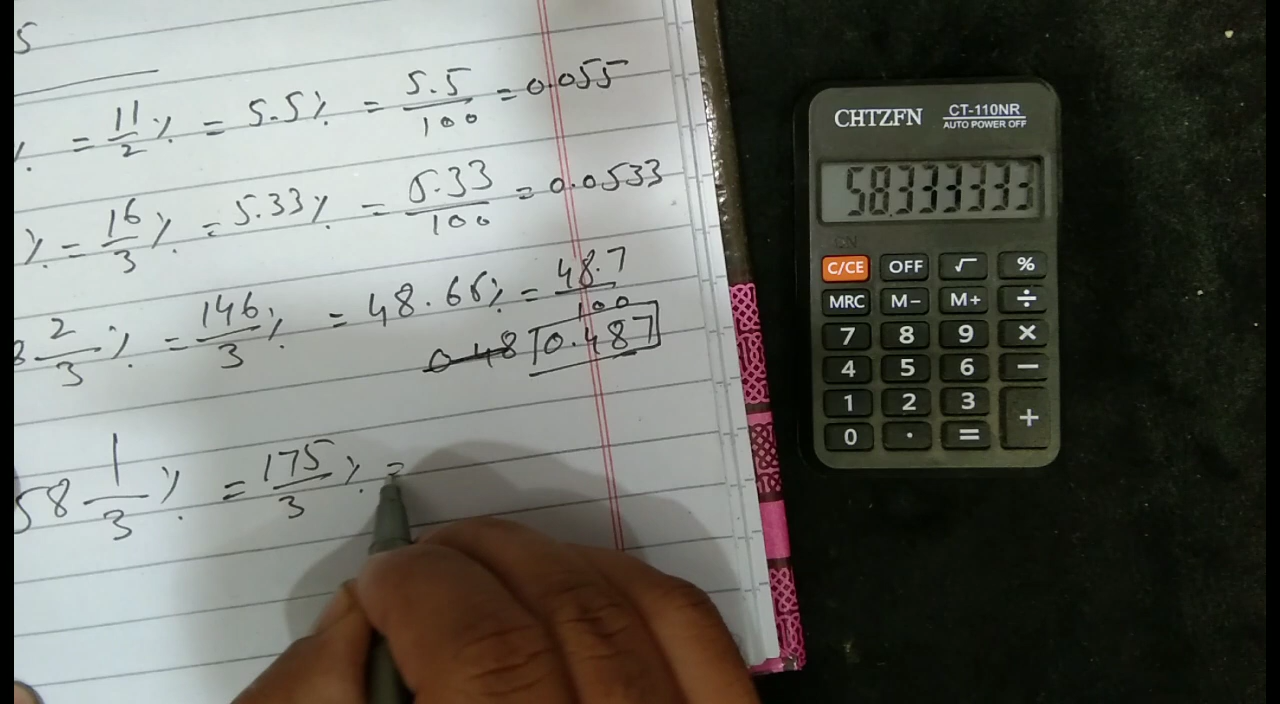 5
% = 11/2 % = 5.5% = 5.5/100 = 0.055
% = 16/3 % = 5.33% = 5.33/100 = 0.0533
8 2/3 % = 146/3 % = 48.66% = 48.7/100
0.48 0.487
58 1/3 % = 175/3 % =
CHTZFN CT-110NR
AUTO POWER OFF
58.333333
ON
C/CE OFF √ %
MRC M− M+ ÷
7 8 9 ×
4 5 6 −
1 2 3 +
0 · =